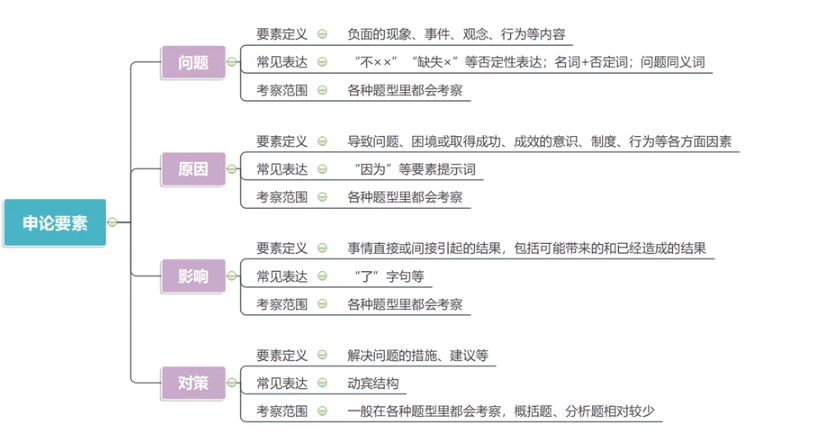 申论要素
问题
要素定义 负面的现象、事件、观念、行为等内容
常见表达 “不××”“缺失×”等否定性表达；名词+否定词；问题同义词
考察范围 各种题型里都会考察
原因
要素定义 导致问题、困境或取得成功、成效的意识、制度、行为等各方面因素
常见表达 “因为”等要素提示词
考察范围 各种题型里都会考察
影响
要素定义 事情直接或间接引起的结果，包括可能带来的和已经造成的结果
常见表达 “了”字句等
考察范围 各种题型里都会考察
对策
要素定义 解决问题的措施、建议等
常见表达 动宾结构
考察范围 一般在各种题型里都会考察，概括题、分析题相对较少